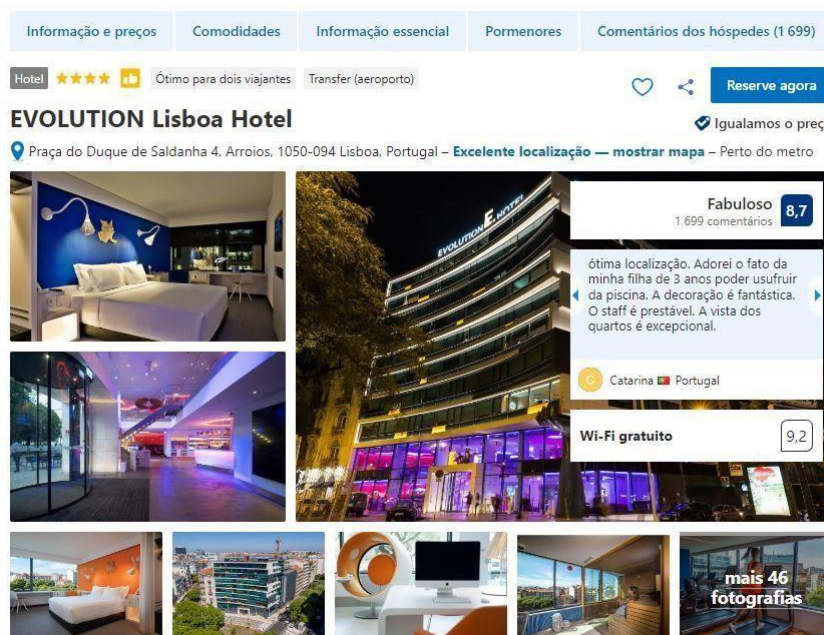 Informação e preços Comodidades Informação essencial Pormenores Comentários dos hóspedes (1 699)
Hotel Ótimo para dois viajantes Transfer (aeroporto)
Reserve agora
EVOLUTION Lisboa Hotel
Igualamos o preç
Praça do Duque de Saldanha 4, Arroios, 1050-094 Lisboa, Portugal – Excelente localização — mostrar mapa – Perto do metro
EVOLUTION E. HOTEL
Fabuloso
1 699 comentários
8,7
ótima localização. Adorei o fato da
minha filha de 3 anos poder usufruir
da piscina. A decoração é fantástica.
O staff é prestável. A vista dos
quartos é excepcional.
C Catarina Portugal
Wi-Fi gratuito 9,2
mais 46
fotografias